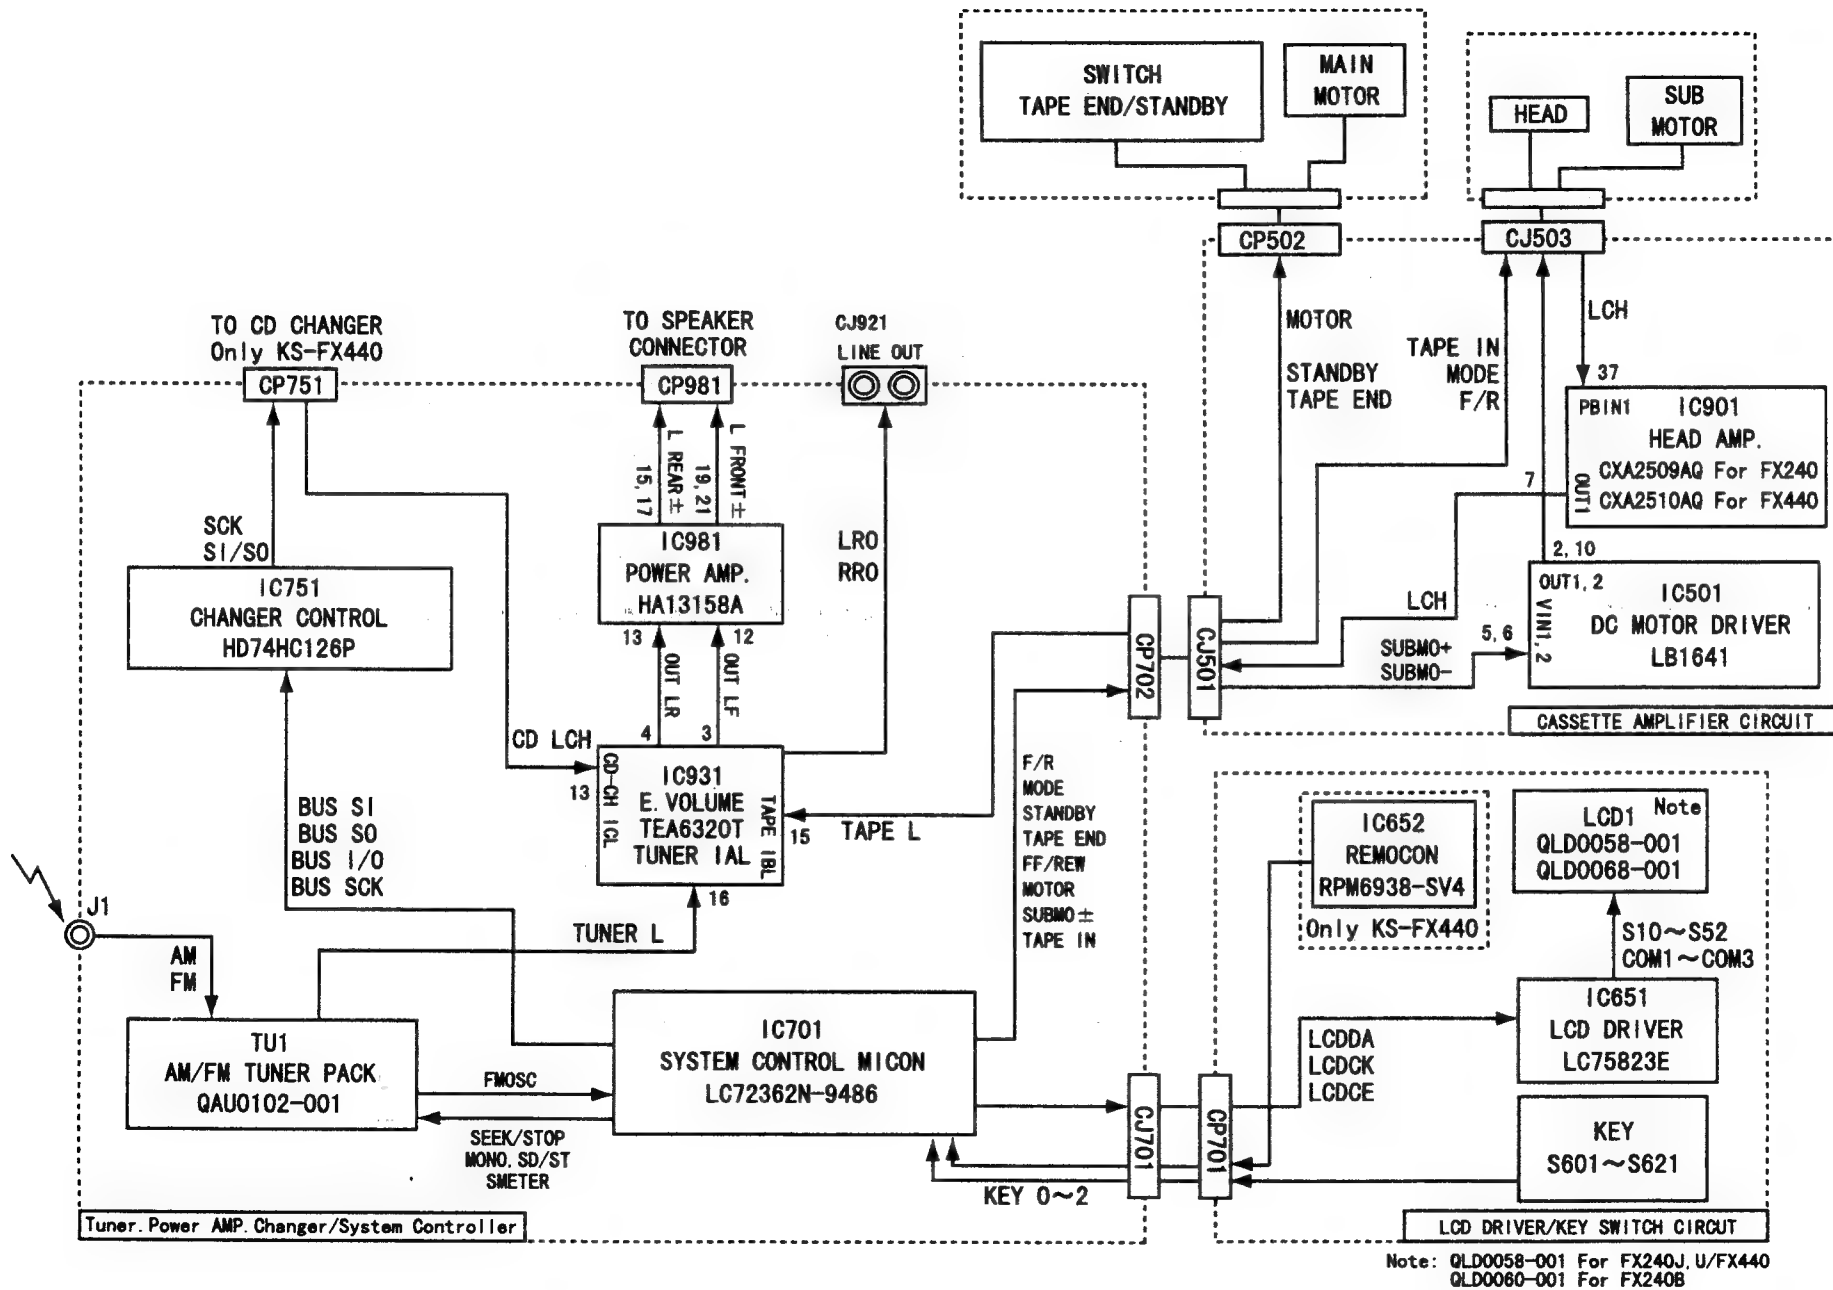 SWITCH
TAPE END/STANDBY
MAIN
MOTOR
HEAD
SUB
MOTOR
CP502
CJ503
TO CD CHANGER
Only KS-FX440
CP751
TO SPEAKER
CONNECTOR
CP981
CJ921
LINE OUT
MOTOR
STANDBY
TAPE END
TAPE IN
MODE
F/R
LCH
37
PBIN1
IC901
HEAD AMP.
CXA2509AQ For FX240
CXA2510AQ For FX440
OUT1
7
L REAR±
15, 17
L FRONT±
19, 21
SCK
SI/SO
IC751
CHANGER CONTROL
HD74HC126P
IC981
POWER AMP.
HA13158A
13
12
OUT LR
OUT LF
4
3
LRO
RRO
2, 10
OUT1, 2
VIN1, 2
IC501
DC MOTOR DRIVER
LB1641
5, 6
LCH
SUBMO+
SUBMO-
CP702
CJ501
CASSETTE AMPLIFIER CIRCUIT
CD LCH
13
CD-CH ICL
IC931
E. VOLUME
TEA6320T
TUNER IAL
TAPE IBL
15
16
TAPE L
F/R
MODE
STANDBY
TAPE END
FF/REW
MOTOR
SUBMO±
TAPE IN
BUS SI
BUS SO
BUS I/O
BUS SCK
J1
AM
FM
TUNER L
TU1
AM/FM TUNER PACK
QAU0102-001
FMOSC
SEEK/STOP
MONO. SD/ST
SMETER
IC701
SYSTEM CONTROL MICON
LC72362N-9486
KEY 0~2
CJ701
CP701
IC652
REMOCON
RPM6938-SV4
Only KS-FX440
LCD1 Note
QLD0058-001
QLD0068-001
S10~S52
COM1~COM3
IC651
LCD DRIVER
LC75823E
LCDDA
LCDCK
LCDCE
KEY
S601~S621
Tuner. Power AMP. Changer/System Controller
LCD DRIVER/KEY SWITCH CIRCUT
Note: QLD0058-001 For FX240J, U/FX440
QLD0060-001 For FX240B